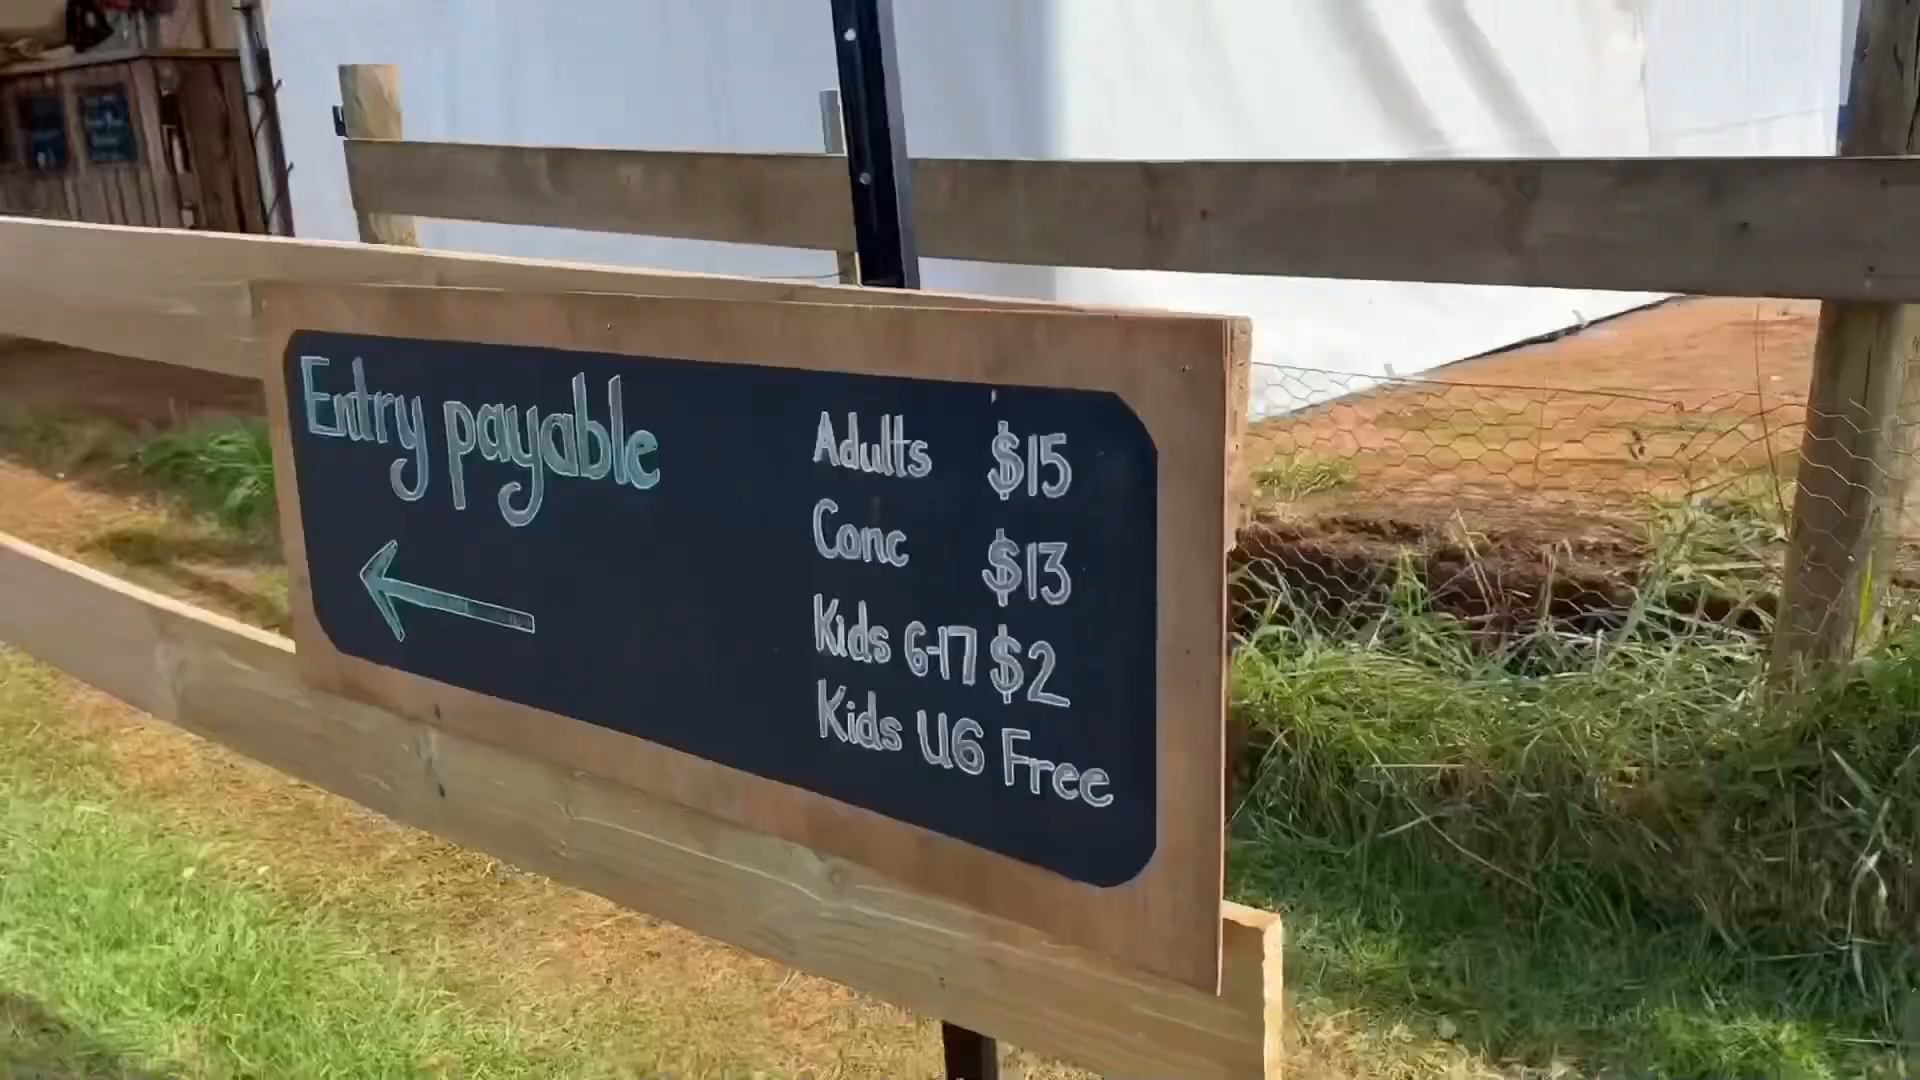 Entry payable
Adults $15
Conc $13
Kids 6-17 $2
Kids U6 Free